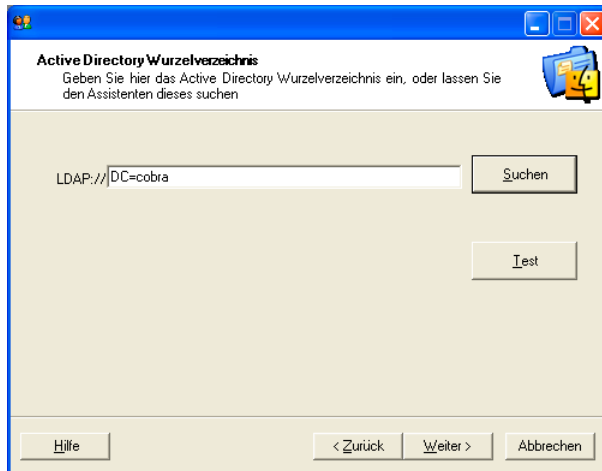 Active Directory Wurzelverzeichnis
Geben Sie hier das Active Directory Wurzelverzeichnis ein, oder lassen Sie
den Assistenten dieses suchen
LDAP:// DC=cobra
Suchen
Test
Hilfe
< Zurück
Weiter >
Abbrechen